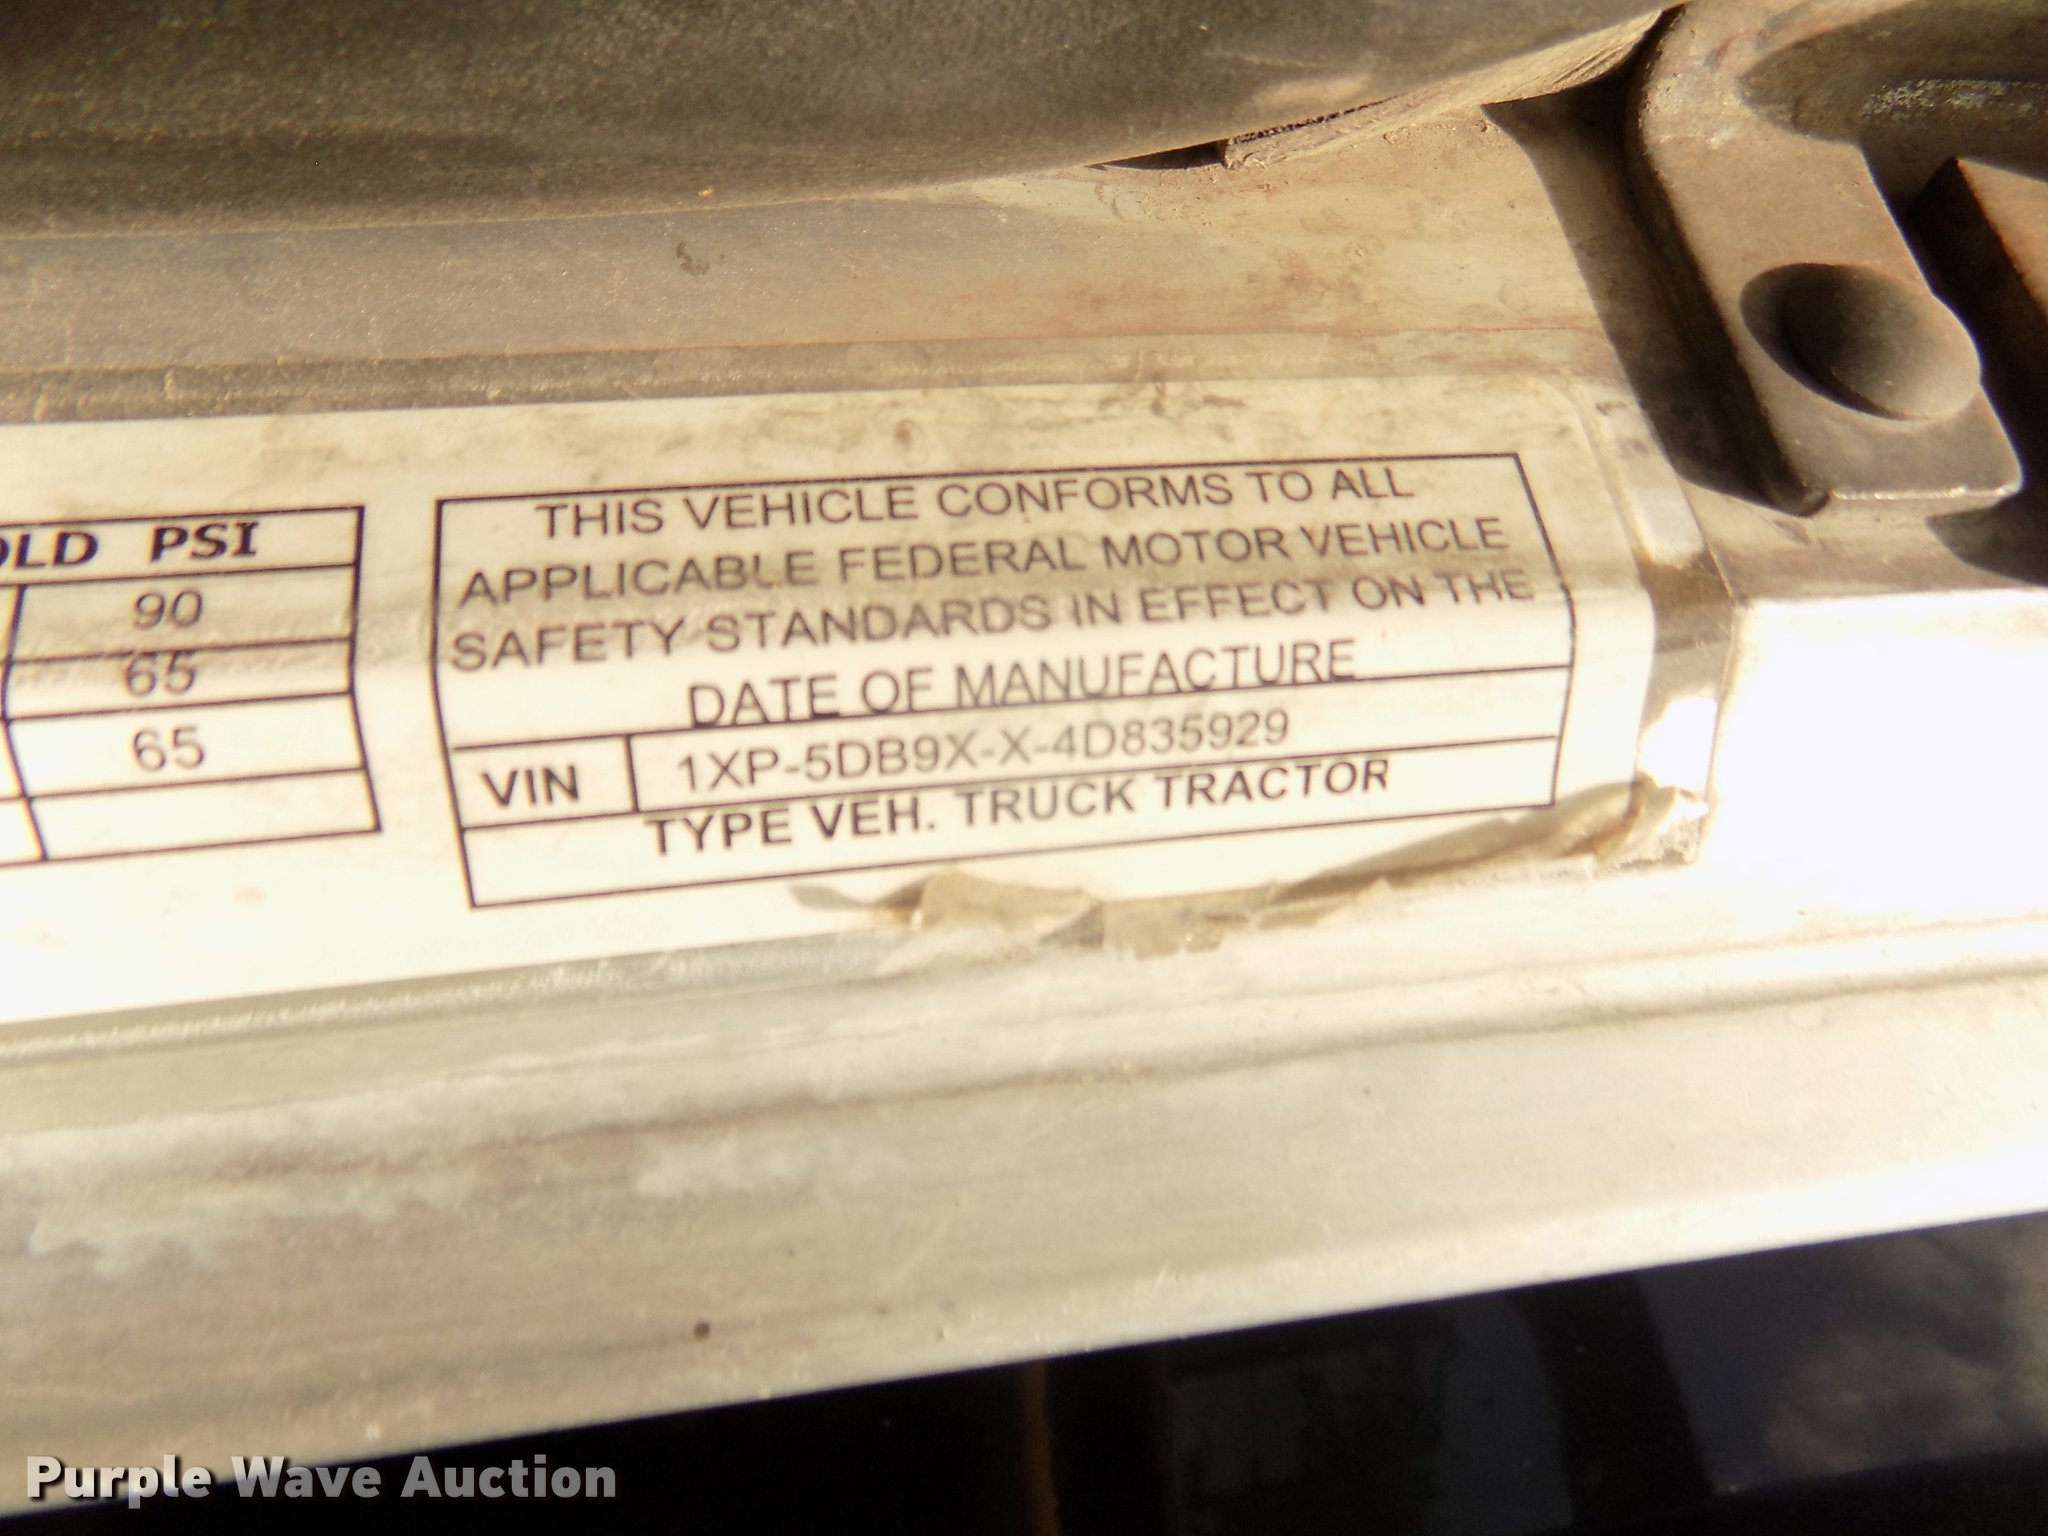 OLD PSI
90
65
65
THIS VEHICLE CONFORMS TO ALL
APPLICABLE FEDERAL MOTOR VEHICLE
SAFETY STANDARDS IN EFFECT ON THE
DATE OF MANUFACTURE
VIN 1XP-5DB9X-X-4D835929
TYPE VEH. TRUCK TRACTOR
Purple Wave Auction